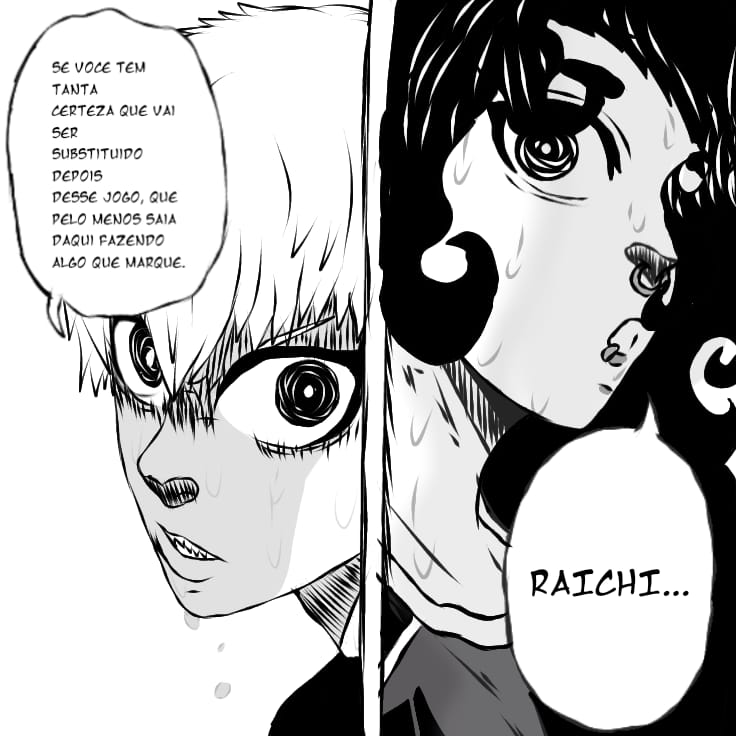 SE VOCE TEM
TANTA
CERTEZA QUE VAI
SER
SUBSTITUIDO
DEPOIS
DESSE JOGO, QUE
PELO MENOS SAIA
DAQUI FAZENDO
ALGO QUE MARQUE.
RAICHI...